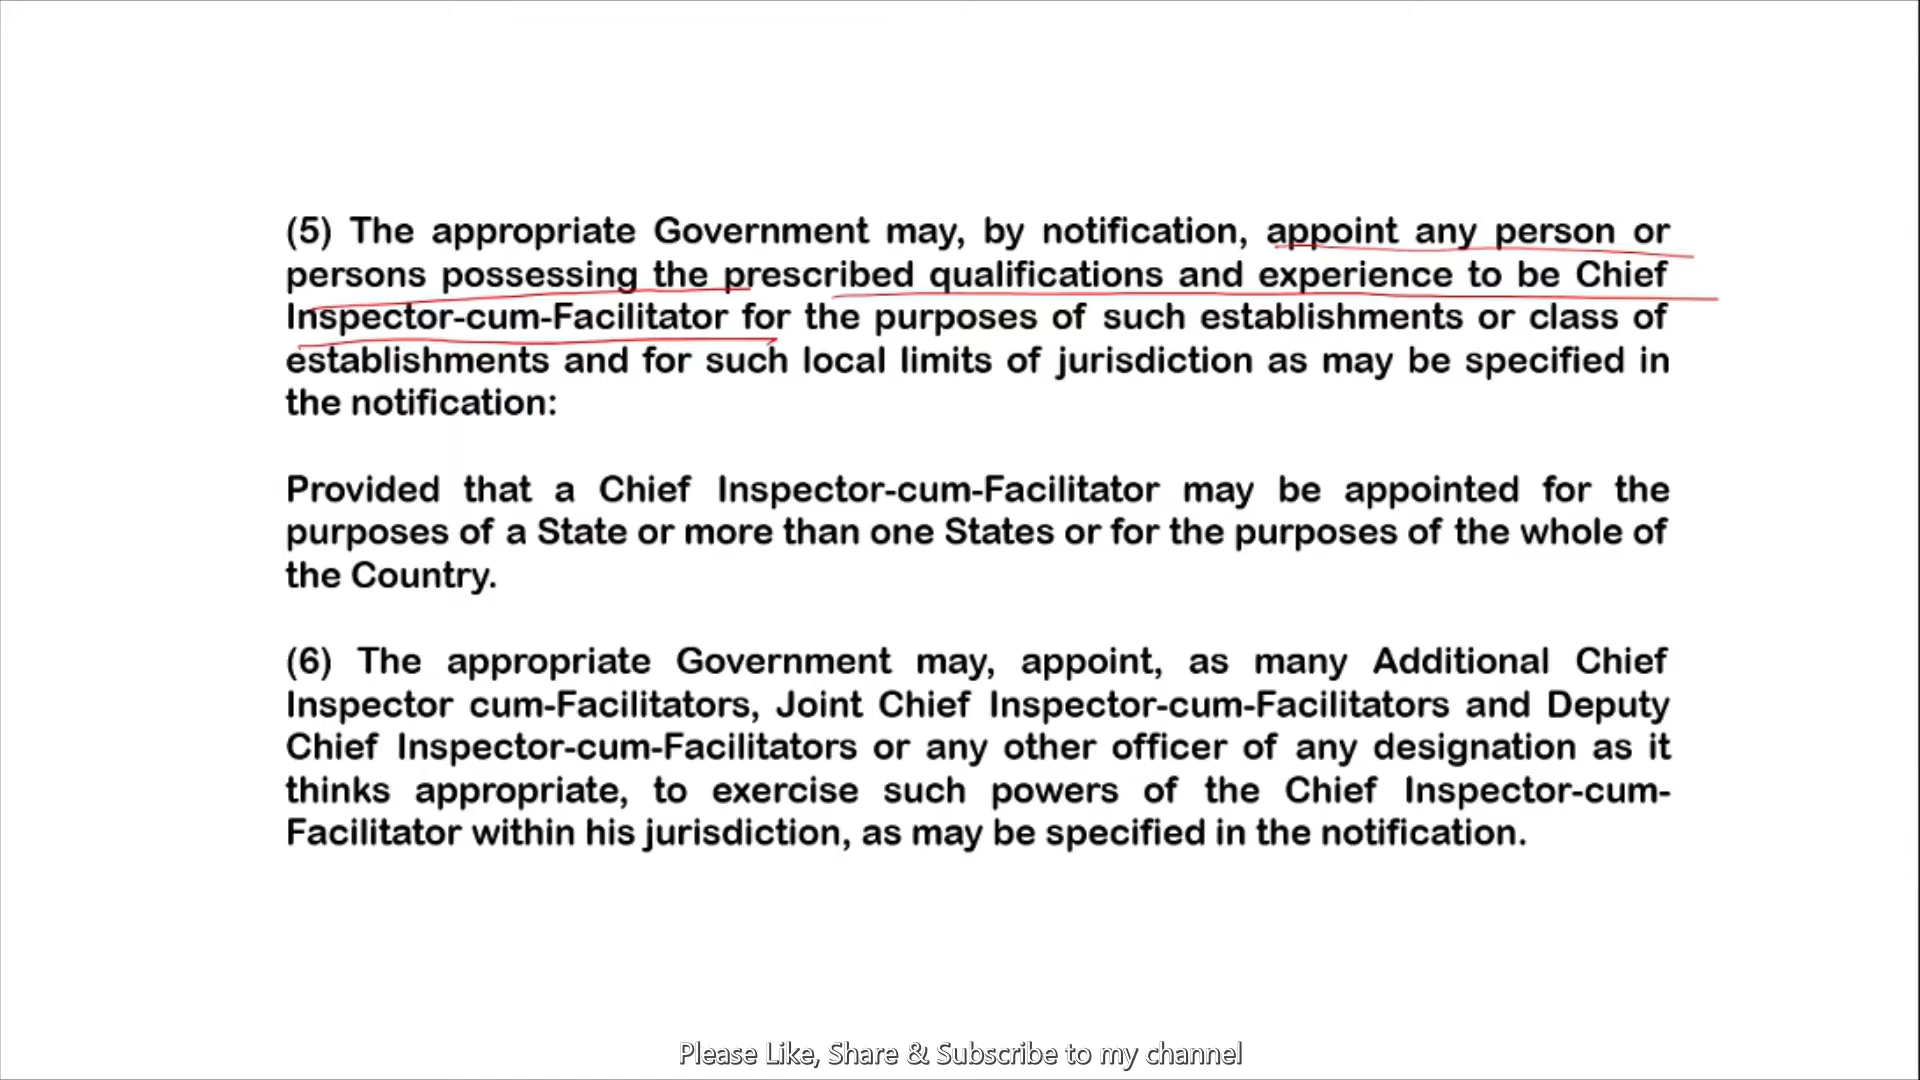 (5) The appropriate Government may, by notification, appoint any person or
persons possessing the prescribed qualifications and experience to be Chief
Inspector-cum-Facilitator for the purposes of such establishments or class of
establishments and for such local limits of jurisdiction as may be specified in
the notification:
Provided that a Chief Inspector-cum-Facilitator may be appointed for the
purposes of a State or more than one States or for the purposes of the whole of
the Country.
(6) The appropriate Government may, appoint, as many Additional Chief
Inspector cum-Facilitators, Joint Chief Inspector-cum-Facilitators and Deputy
Chief Inspector-cum-Facilitators or any other officer of any designation as it
thinks appropriate, to exercise such powers of the Chief Inspector-cum-
Facilitator within his jurisdiction, as may be specified in the notification.
Please Like, Share & Subscribe to my channel